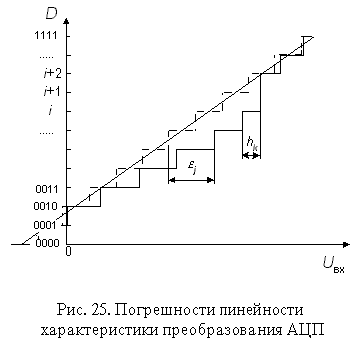 D
1111
.....
i+2
i+1
i
.....
εj
hk
0011
0010
0001
0000
0
Uвх
Рис. 25. Погрешности линейности
характеристики преобразования АЦП